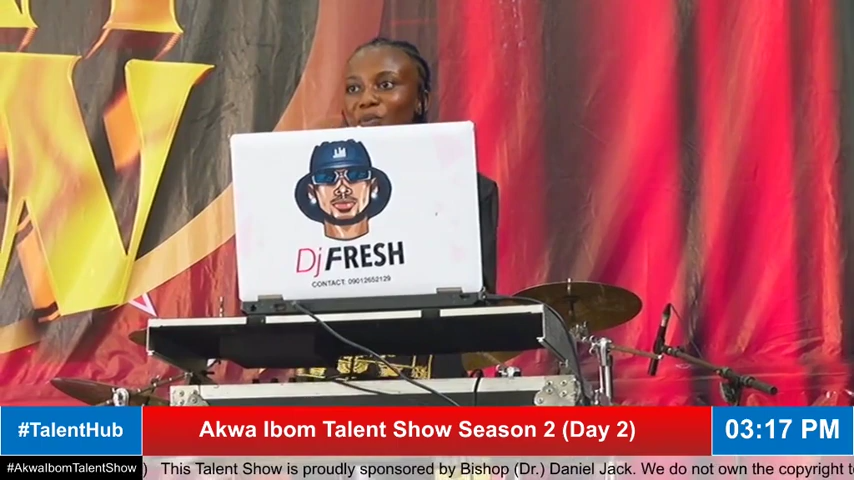 W
Dj FRESH
CONTACT: 09012652129
#TalentHub
Akwa Ibom Talent Show Season 2 (Day 2)
03:17 PM
#AkwaIbomTalentShow
) This Talent Show is proudly sponsored by Bishop (Dr.) Daniel Jack. We do not own the copyright t